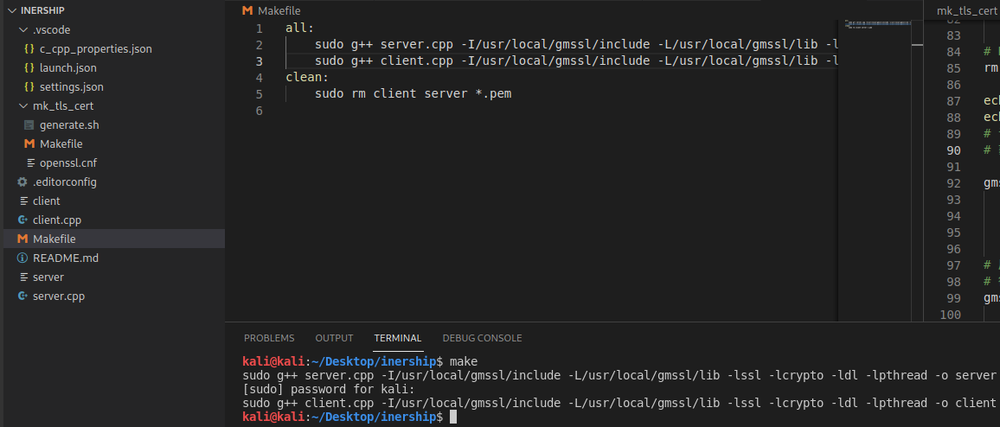 INERSHIP
.vscode
{} c_cpp_properties.json
{} launch.json
{} settings.json
mk_tls_cert
generate.sh
M Makefile
openssl.cnf
.editorconfig
client
client.cpp
M Makefile
README.md
server
server.cpp
M Makefile
1 all:
2 sudo g++ server.cpp -I/usr/local/gmssl/include -L/usr/local/gmssl/lib -l
3 sudo g++ client.cpp -I/usr/local/gmssl/include -L/usr/local/gmssl/lib -l
4 clean:
5 sudo rm client server *.pem
6
mk_tls_cert
82
83
84 #
85 rm
86
87 ech
88 ech
89 #
90 #
91
92 gms
93
94
95
96
97 #
98 #
99 gms
100
PROBLEMS OUTPUT TERMINAL DEBUG CONSOLE
kali@kali:~/Desktop/inership$ make
sudo g++ server.cpp -I/usr/local/gmssl/include -L/usr/local/gmssl/lib -lssl -lcrypto -ldl -lpthread -o server
[sudo] password for kali:
sudo g++ client.cpp -I/usr/local/gmssl/include -L/usr/local/gmssl/lib -lssl -lcrypto -ldl -lpthread -o client
kali@kali:~/Desktop/inership$